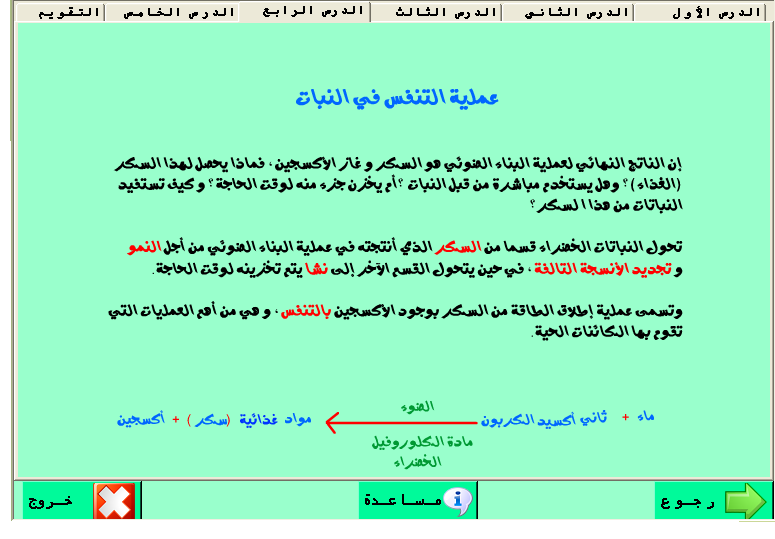 الدرس الأول
الدرس الثاني
الدرس الثالث
الدرس الرابع
الدرس الخامس
التقويم
عملية التنفس في النبات
إن الناتج النهائي لعملية البناء الضوئي هو السكر و غاز الأكسجين ، فماذا يحصل لهذا السكر
(الغذاء)؟ وهل يستخدم مباشرة من قبل النبات ؟أم يخزن جزء منه لوقت الحاجة؟ وكيف تستفيد
النباتات من هذا السكر؟
تحول النباتات الخضراء قسما من السكر الذي أنتجته في عملية البناء الضوئي من أجل النمو
و تجديد الأنسجة التالفة ، في حين يتحول القسم الآخر إلى نشا يتم تخزينه لوقت الحاجة.
وتسمى عملية إطلاق الطاقة من السكر بوجود الأكسجين بالتنفس ، و هي من أهم العمليات التي
تقوم بها الكائنات الحية.
الضوء
ماء + ثاني أكسيد الكربون
مواد غذائية (سكر) + أكسجين
مادة الكلوروفيل
الخضراء
رجوع
مساعدة
خروج